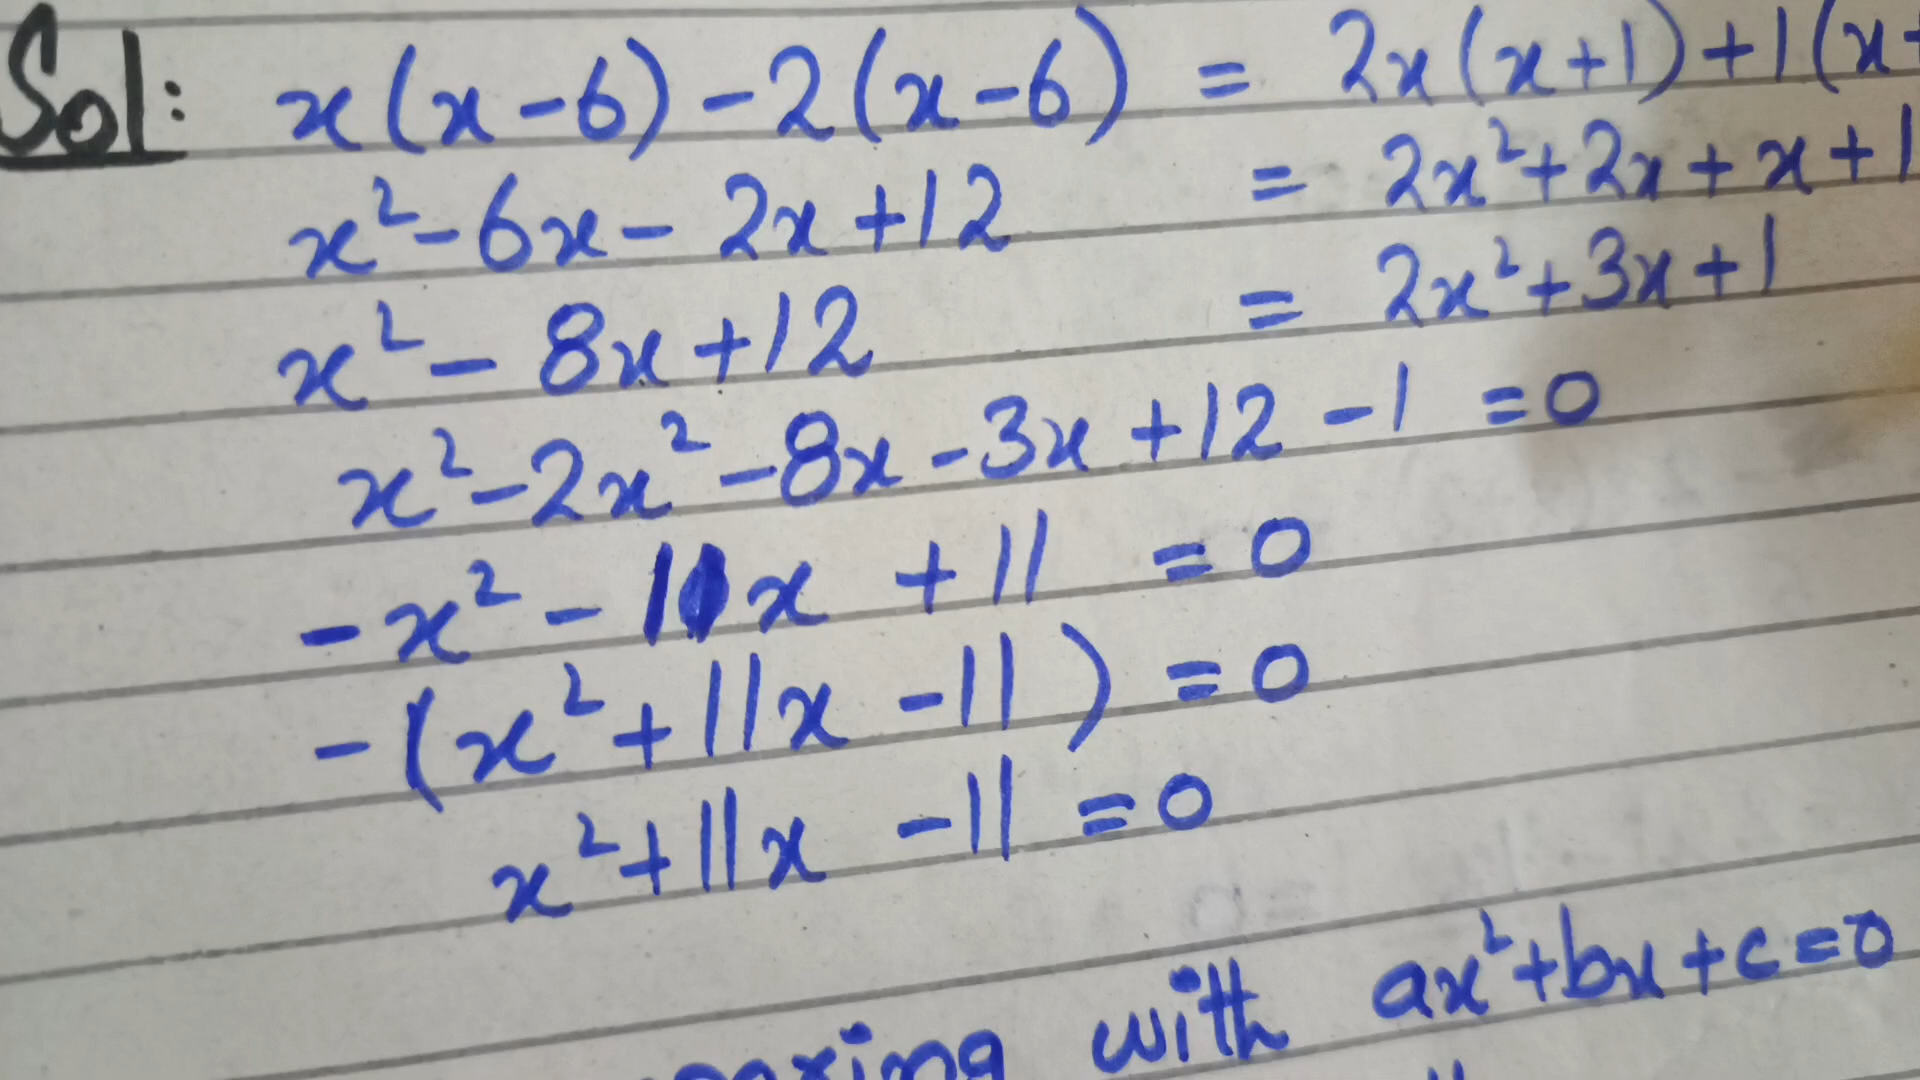 Sol: x(x-6)-2(x-6) = 2x(x+1)+1(x+
x²-6x-2x+12 = 2x²+2x+x+1
x²-8x+12 = 2x²+3x+1
x²-2x²-8x-3x+12-1=0
-x²-11x+11=0
-(x²+11x-11)=0
x²+11x-11=0
with ax²+bx+c=0